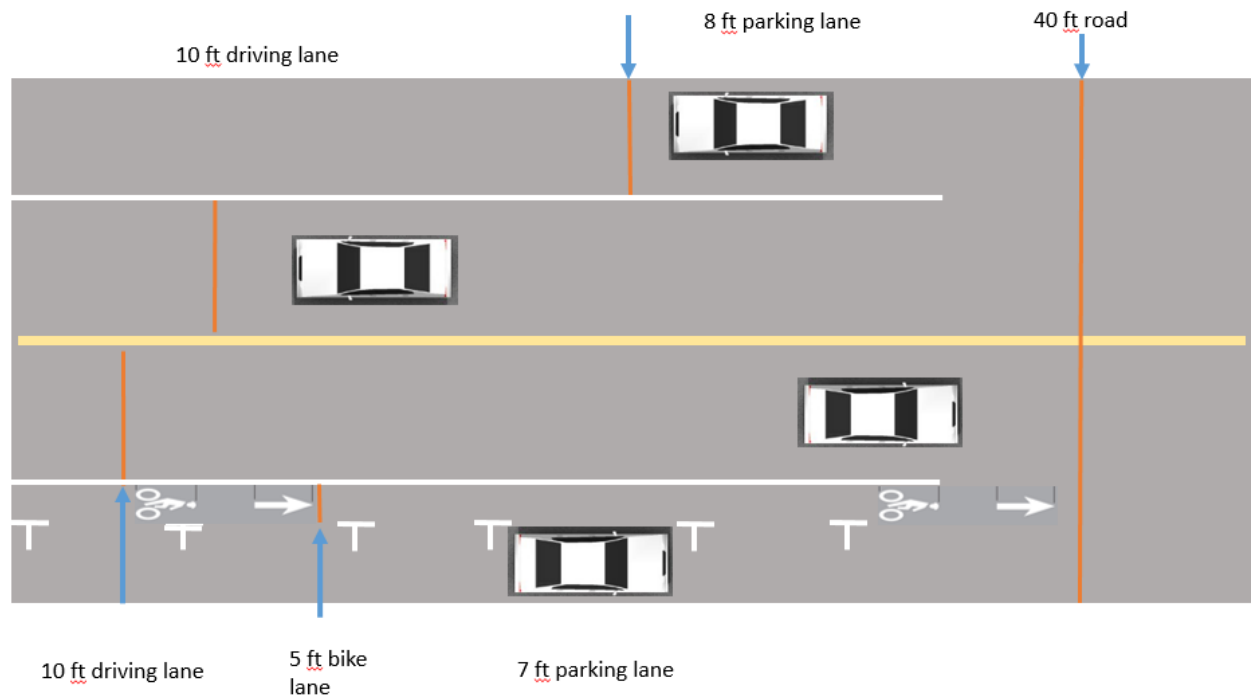 8 ft parking lane
40 ft road
10 ft driving lane
10 ft driving lane
5 ft bike
lane
7 ft parking lane